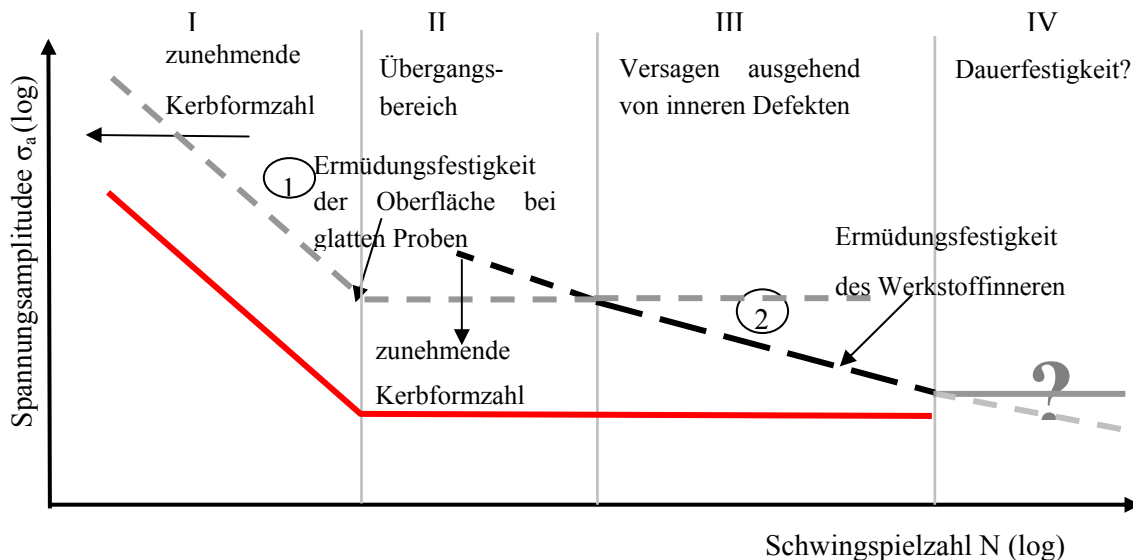 I
II
III
IV
zunehmende
Kerbformzahl
Übergangs-
bereich
Versagen ausgehend
von inneren Defekten
Dauerfestigkeit?
Spannungsamplitudee σa (log)
1
Ermüdungsfestigkeit
der Oberfläche bei
glatten Proben
Ermüdungsfestigkeit
des Werkstoffinneren
2
zunehmende
Kerbformzahl
?
Schwingspielzahl N (log)